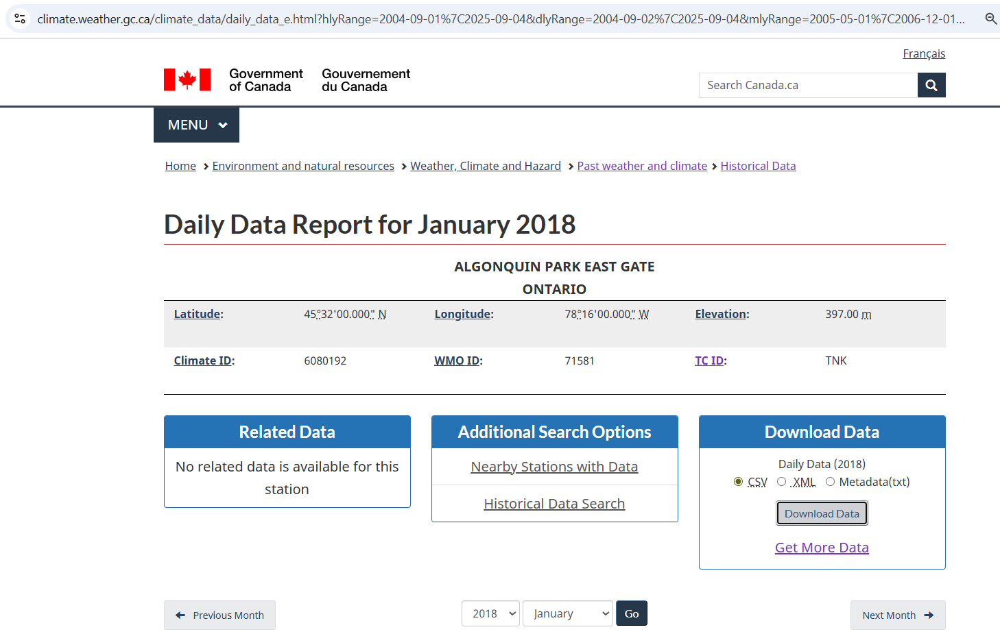 climate.weather.gc.ca/climate_data/daily_data_e.html?hlyRange=2004-09-01%7C2025-09-04&dlyRange=2004-09-02%7C2025-09-04&mlyRange=2005-05-01%7C2006-12-01...
Français
Government of Canada
Gouvernement du Canada
Search Canada.ca
MENU
Home > Environment and natural resources > Weather, Climate and Hazard > Past weather and climate > Historical Data
Daily Data Report for January 2018
ALGONQUIN PARK EAST GATE
ONTARIO
Latitude: 45°32'00.000" N Longitude: 78°16'00.000" W Elevation: 397.00 m
Climate ID: 6080192 WMO ID: 71581 TC ID: TNK
Related Data
No related data is available for this
station
Additional Search Options
Nearby Stations with Data
Historical Data Search
Download Data
Daily Data (2018)
CSV XML Metadata(txt)
Download Data
Get More Data
Previous Month 2018 January Go Next Month